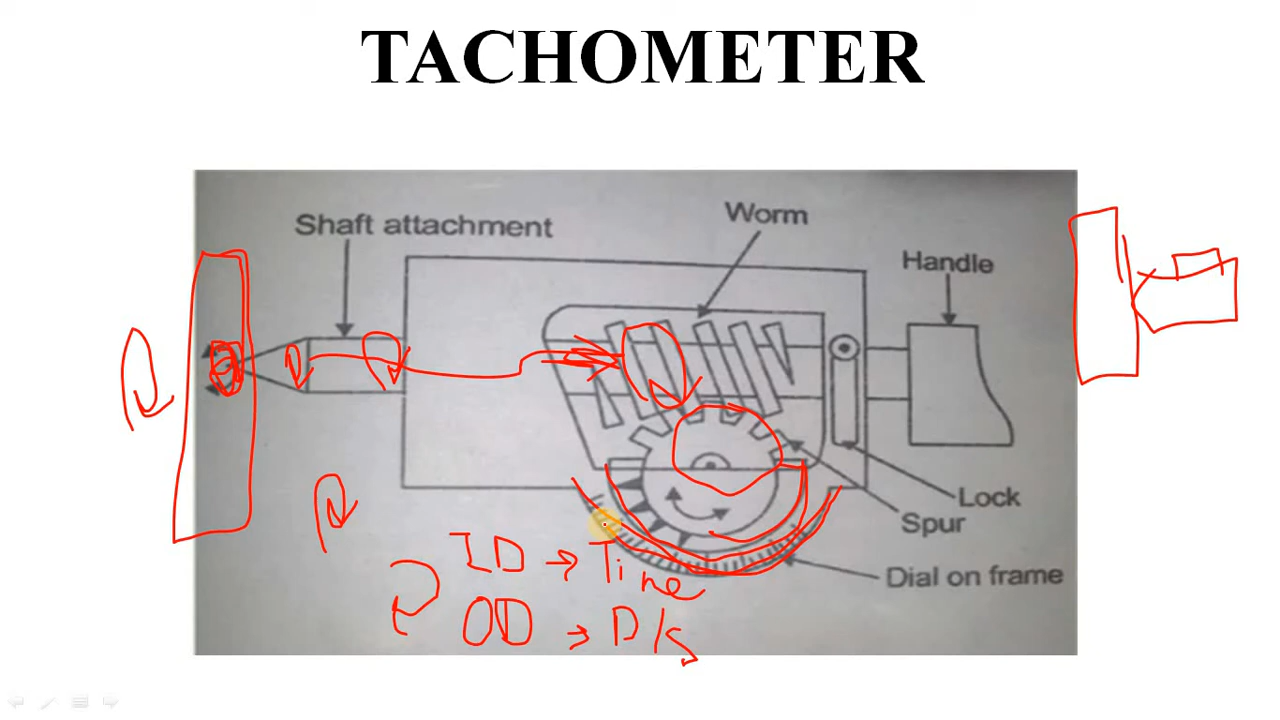 TACHOMETER
Shaft attachment
Worm
Handle
Lock
Spur
Dial on frame
ID → Time
OD → D/s